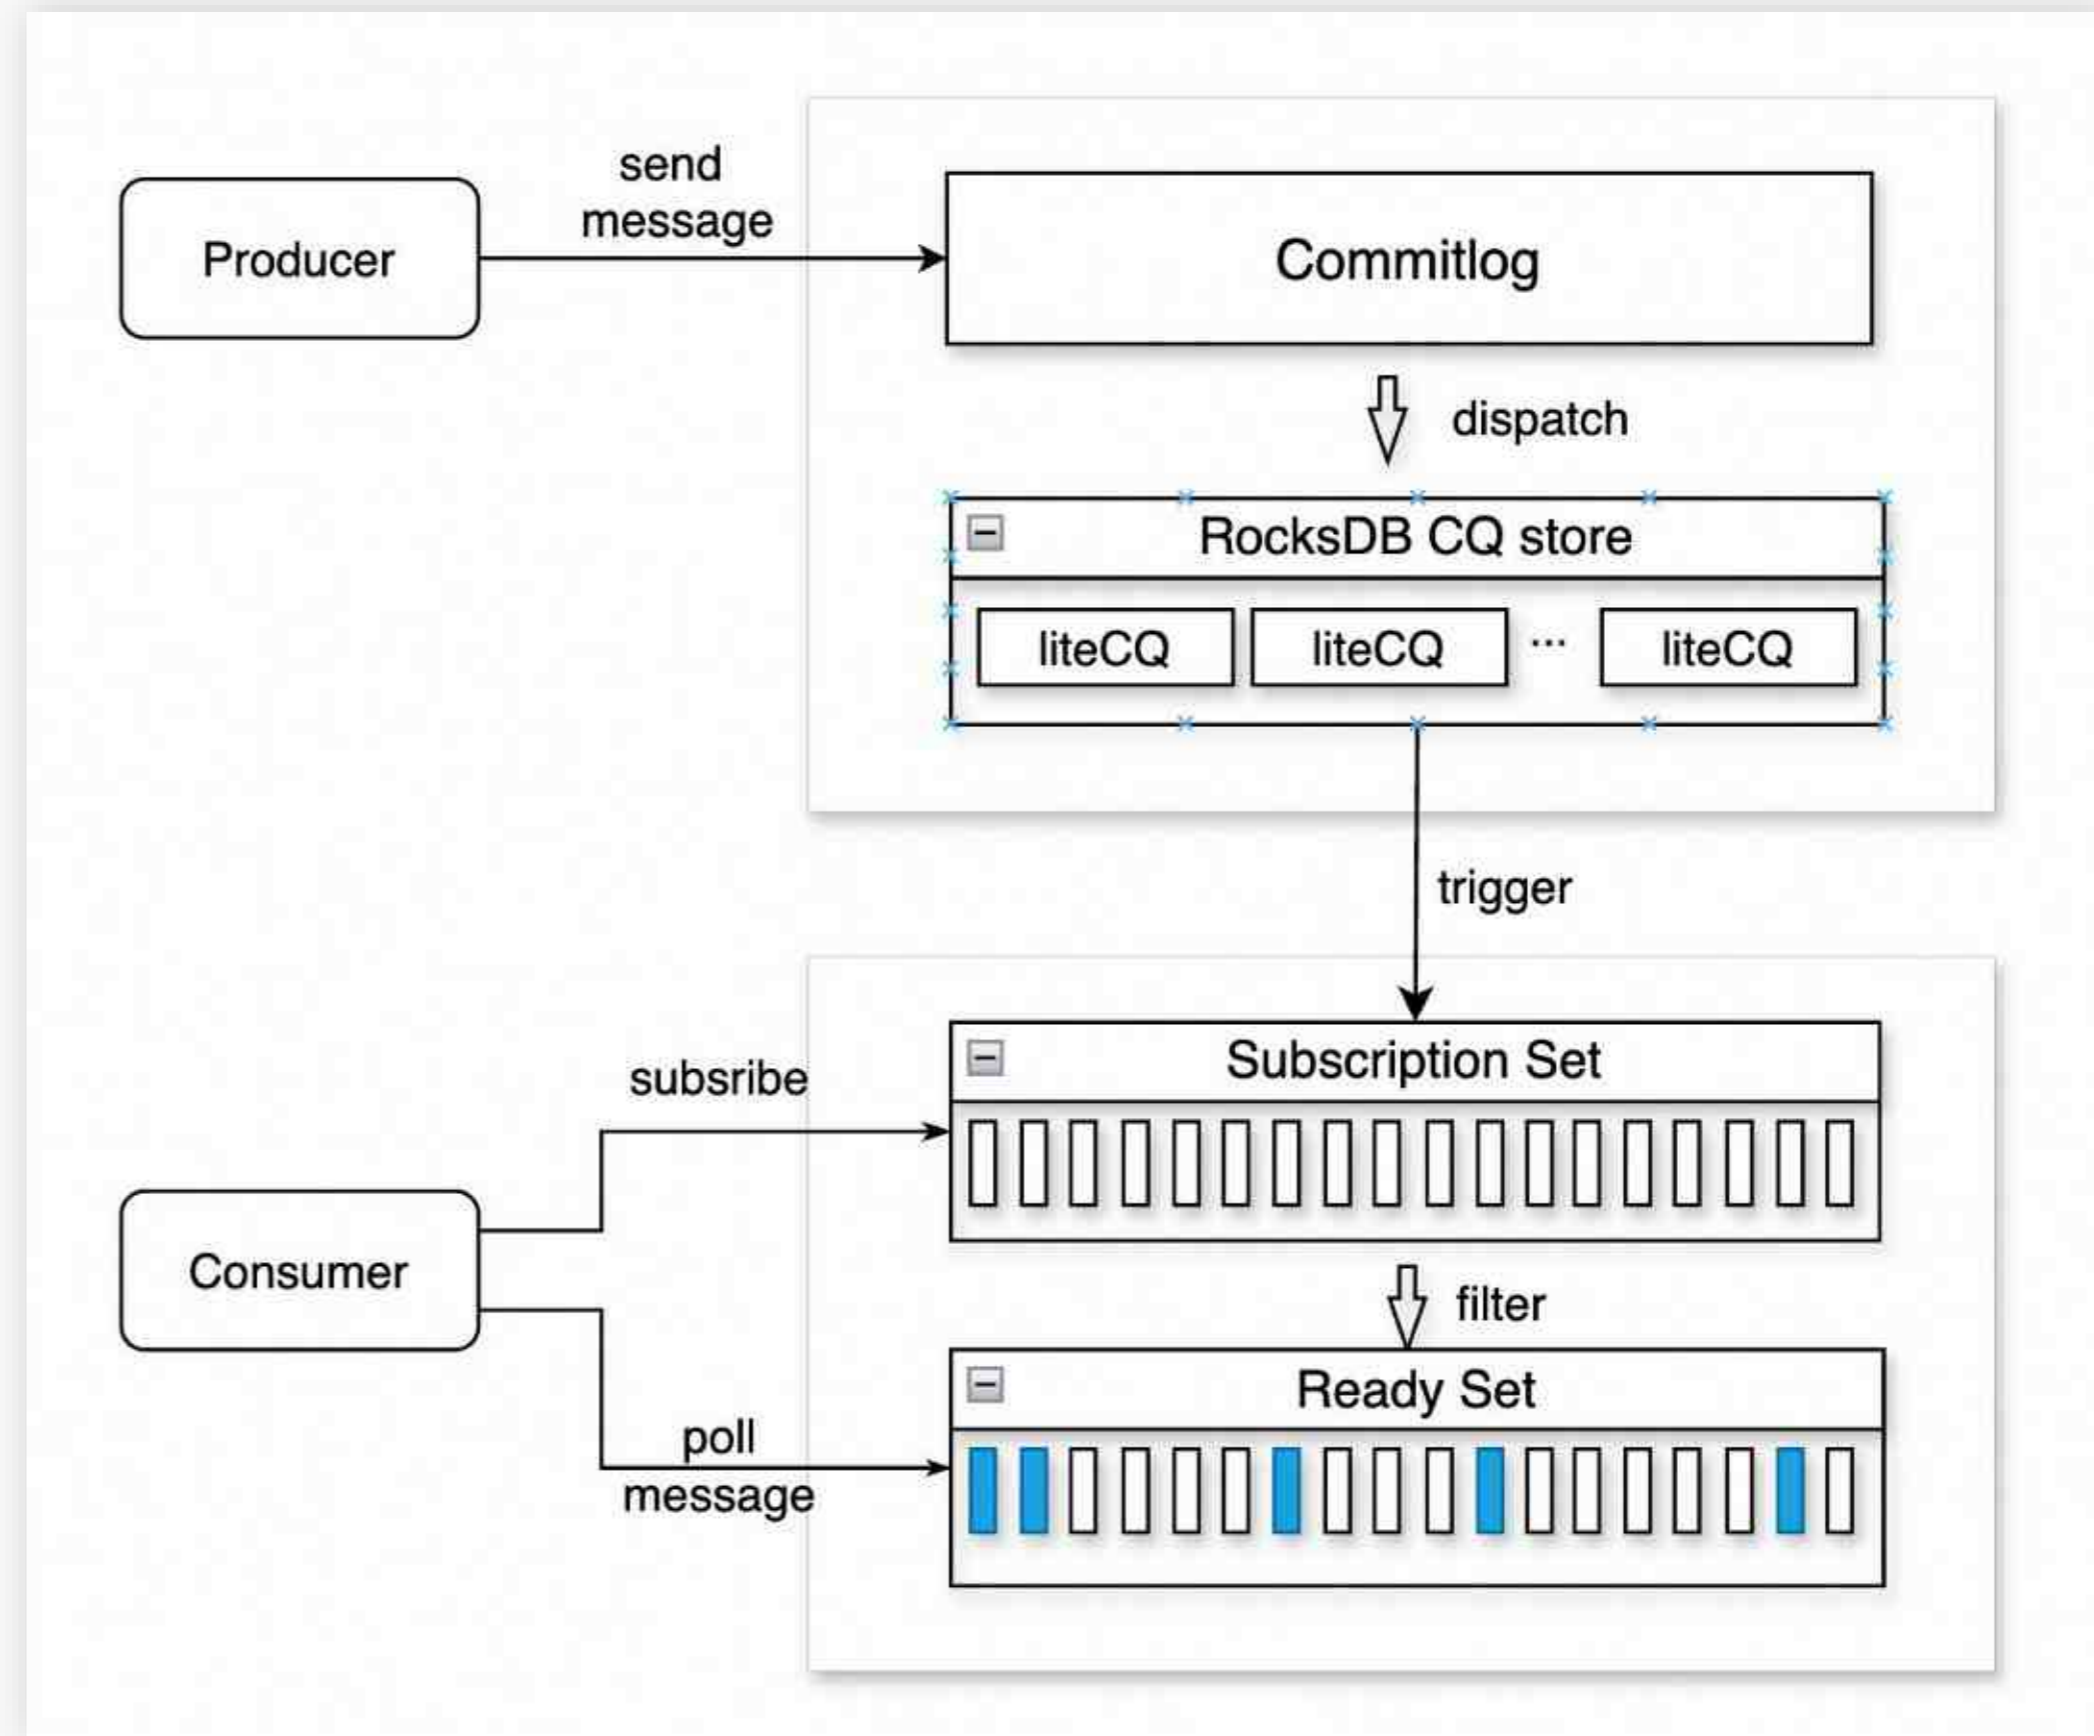 send
message
Producer
Commitlog
dispatch
RocksDB CQ store
liteCQ
liteCQ
...
liteCQ
trigger
subsribe
Subscription Set
Consumer
filter
Ready Set
poll
message